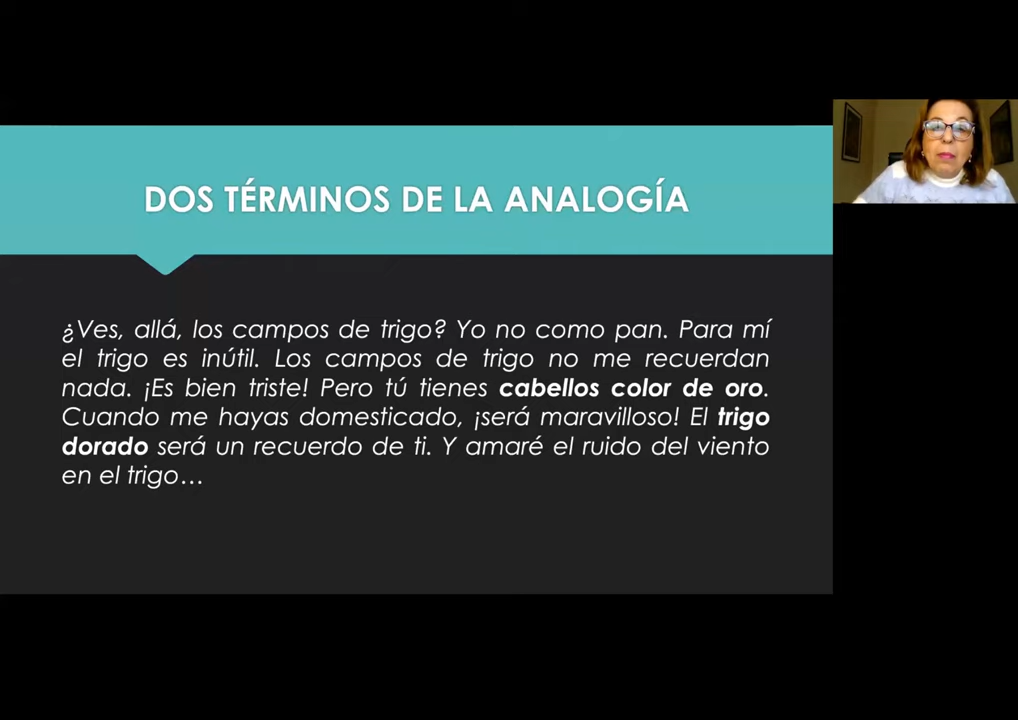 DOS TÉRMINOS DE LA ANALOGÍA
¿Ves, allá, los campos de trigo? Yo no como pan. Para mí
el trigo es inútil. Los campos de trigo no me recuerdan
nada. ¡Es bien triste! Pero tú tienes cabellos color de oro.
Cuando me hayas domesticado, ¡será maravilloso! El trigo
dorado será un recuerdo de ti. Y amaré el ruido del viento
en el trigo…